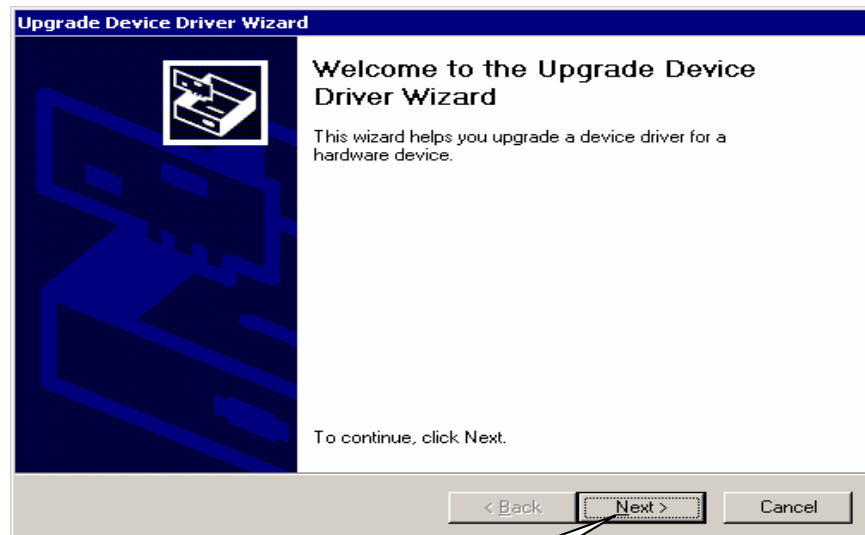 Upgrade Device Driver Wizard
Welcome to the Upgrade Device
Driver Wizard
This wizard helps you upgrade a device driver for a
hardware device.
To continue, click Next.
< Back
Next >
Cancel